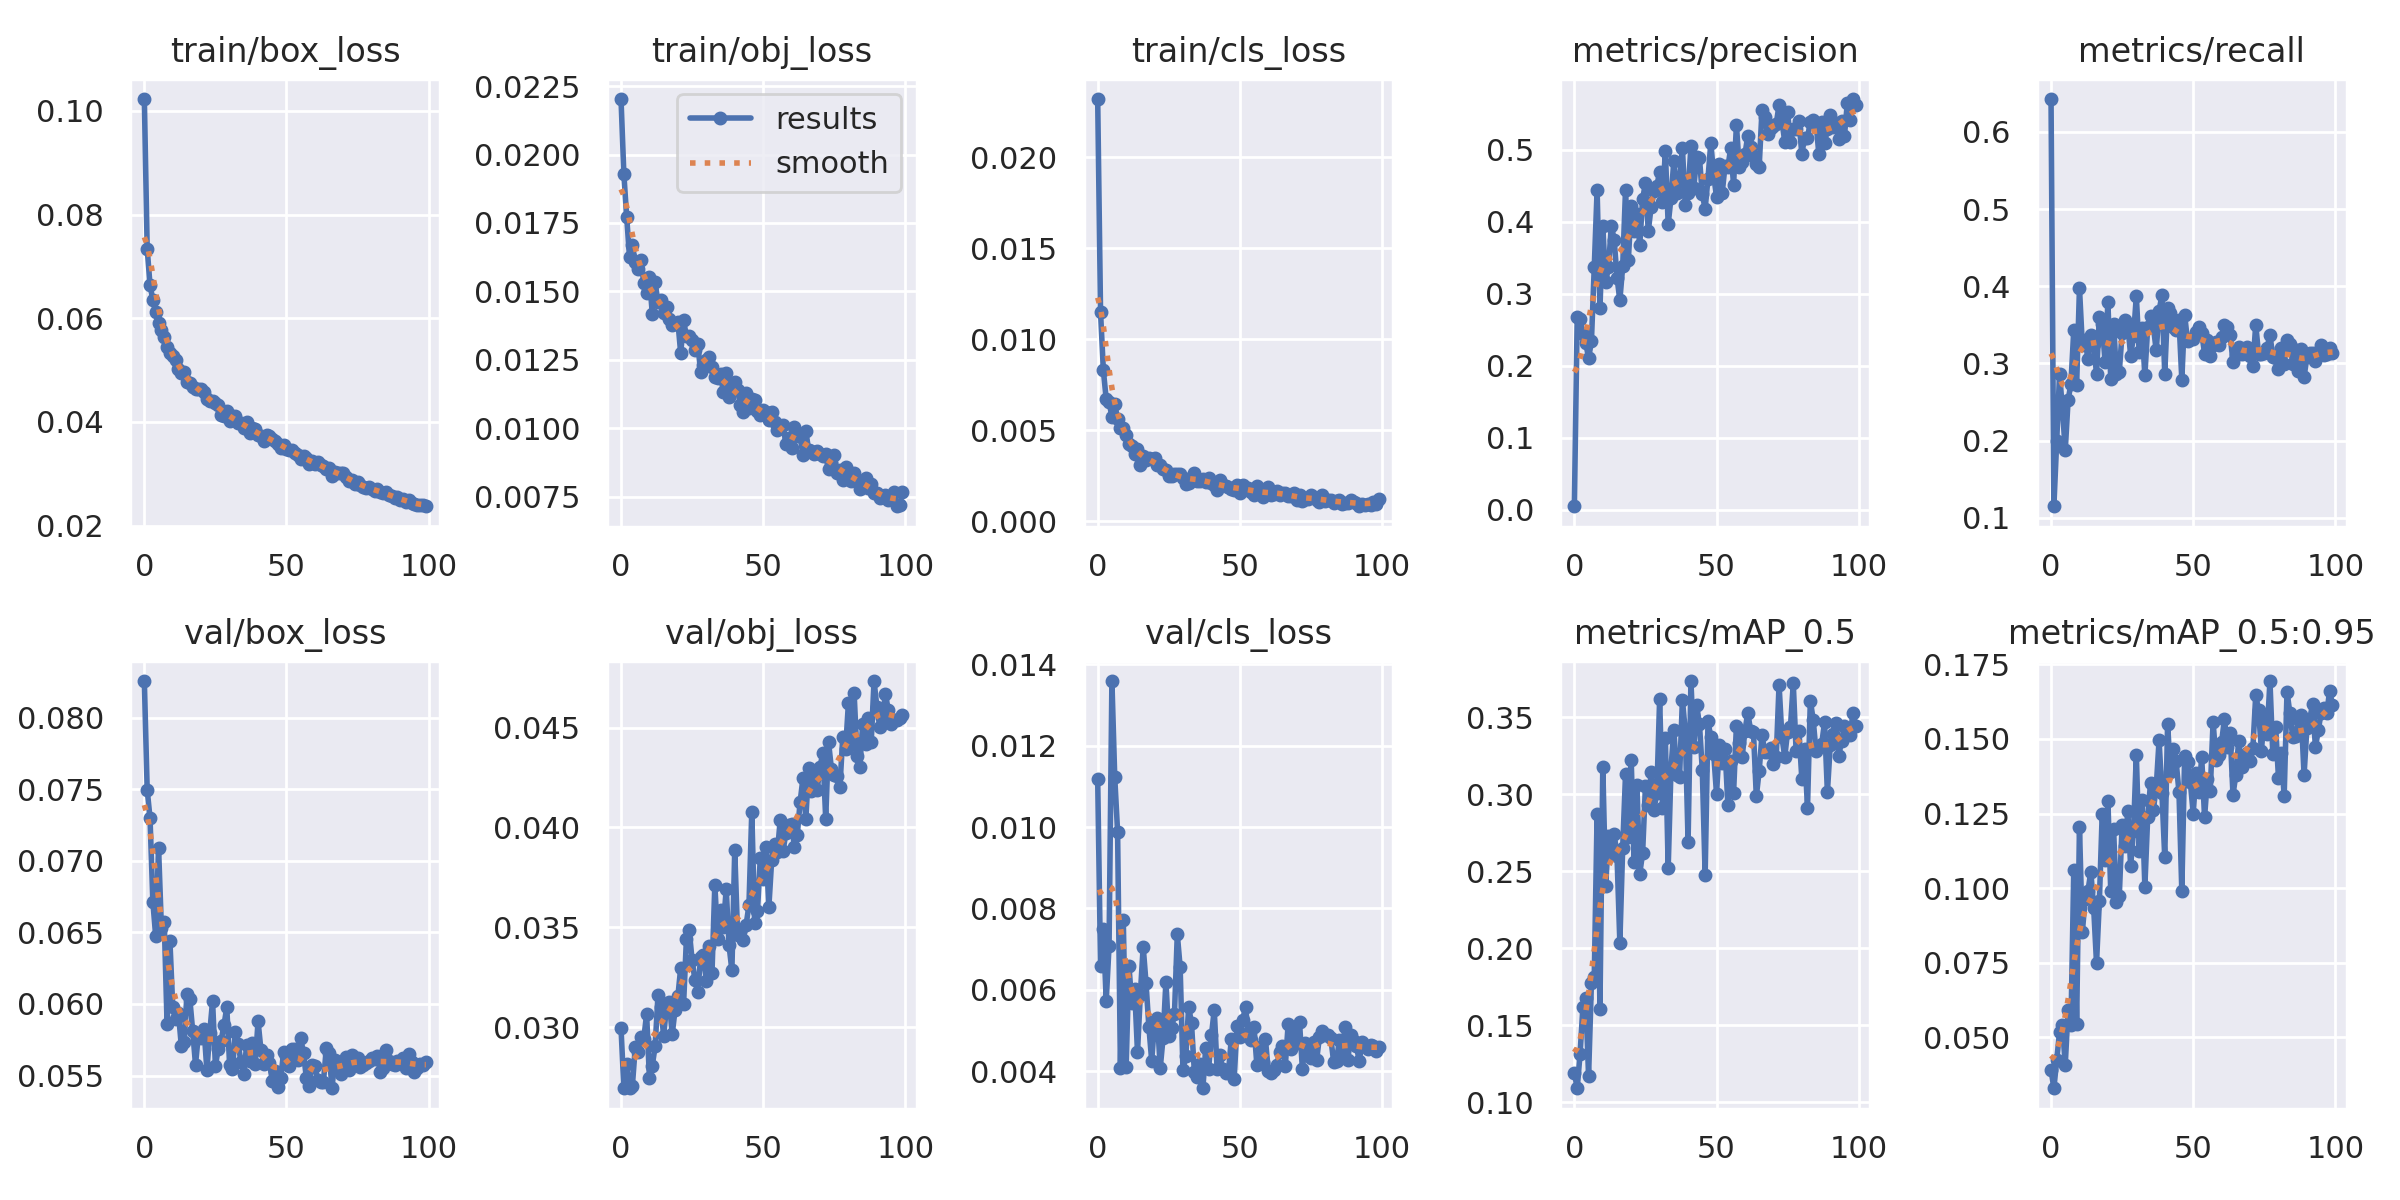 train/box_loss
0.10
0.08
0.06
0.04
0.02
0 50 100
train/obj_loss
results
smooth
0.0225
0.0200
0.0175
0.0150
0.0125
0.0100
0.0075
0 50 100
train/cls_loss
0.020
0.015
0.010
0.005
0.000
0 50 100
metrics/precision
0.5
0.4
0.3
0.2
0.1
0.0
0 50 100
metrics/recall
0.6
0.5
0.4
0.3
0.2
0.1
0 50 100
val/box_loss
0.080
0.075
0.070
0.065
0.060
0.055
0 50 100
val/obj_loss
0.045
0.040
0.035
0.030
0 50 100
val/cls_loss
0.014
0.012
0.010
0.008
0.006
0.004
0 50 100
metrics/mAP_0.5
0.35
0.30
0.25
0.20
0.15
0.10
0 50 100
metrics/mAP_0.5:0.95
0.175
0.150
0.125
0.100
0.075
0.050
0 50 100